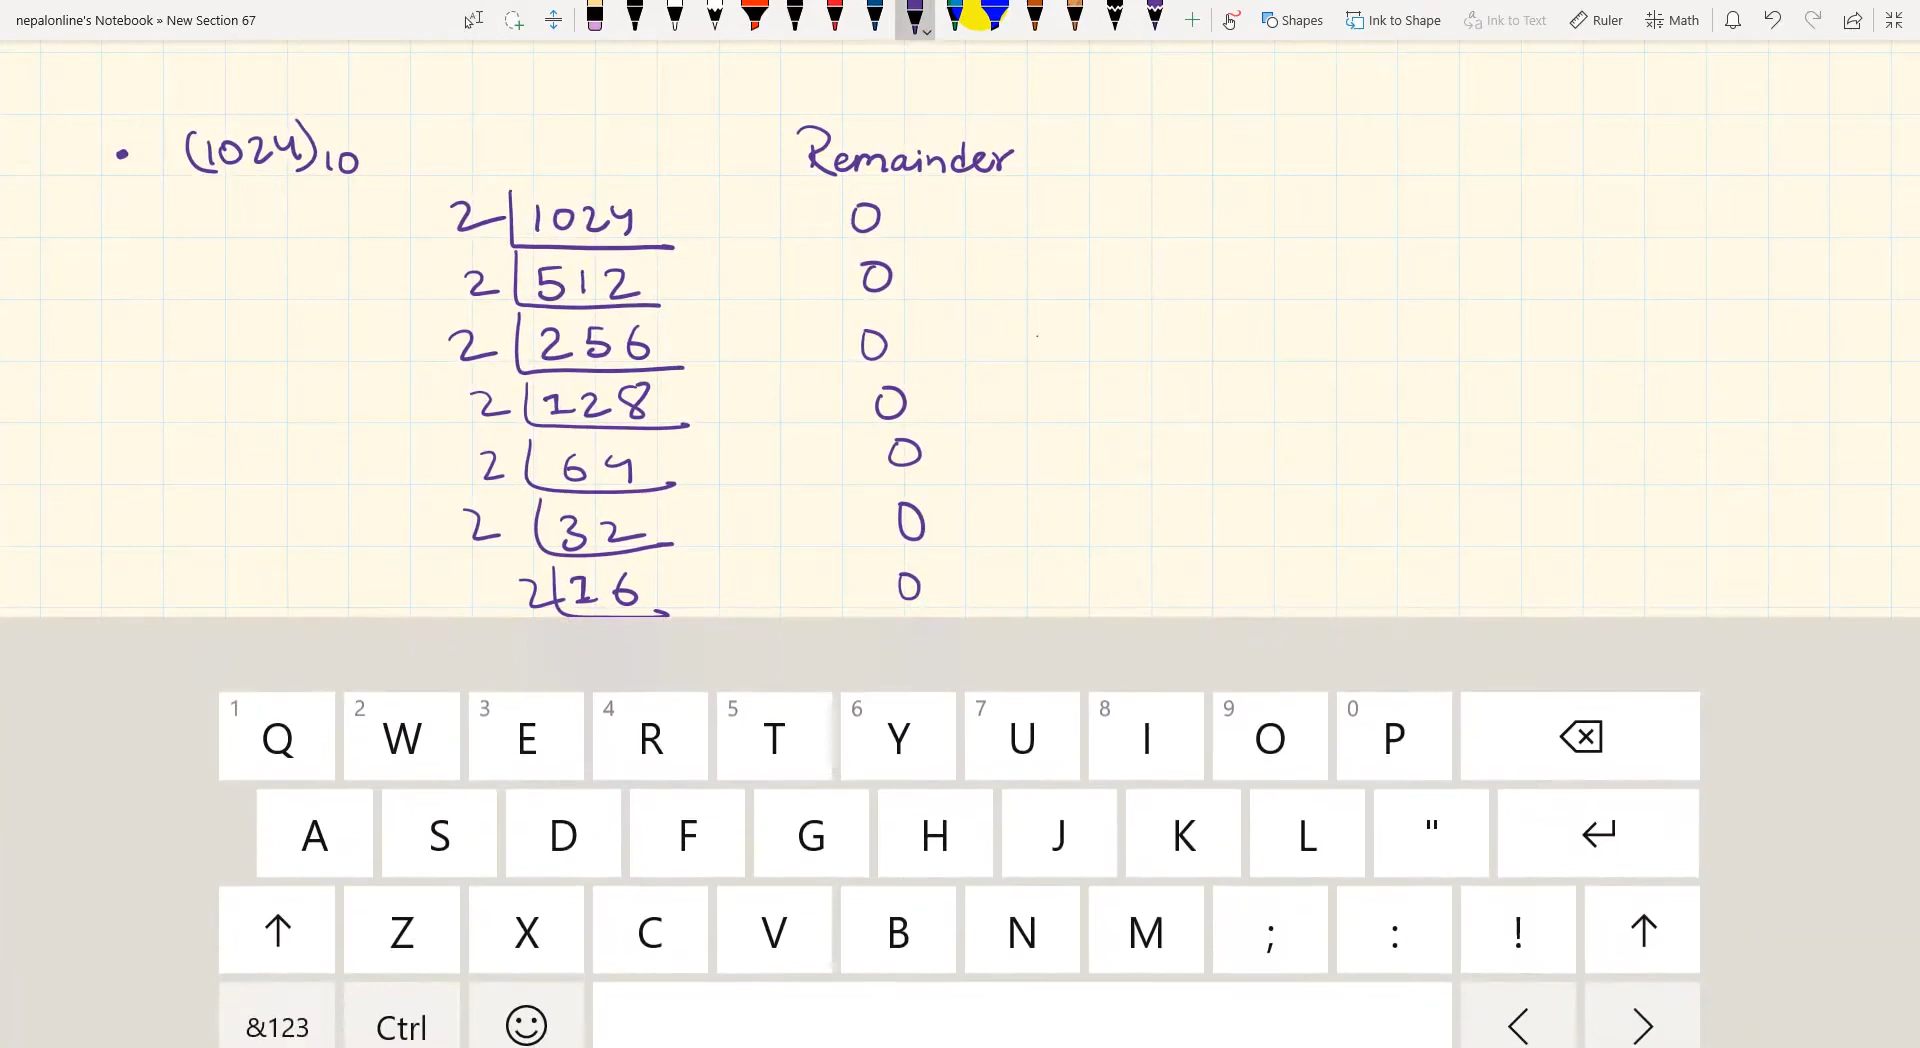 nepalonline's Notebook » New Section 67
Shapes Ink to Shape Ink to Text Ruler Math
• (1024)10 Remainder
2 1024 0
2 512 0
2 256 0
2 128 0
2 64 0
2 32 0
2 16 0
1 Q 2 W 3 E 4 R 5 T 6 Y 7 U 8 I 9 O 0 P
A S D F G H J K L "
↑ Z X C V B N M ; : ! ↑
&123 Ctrl < >